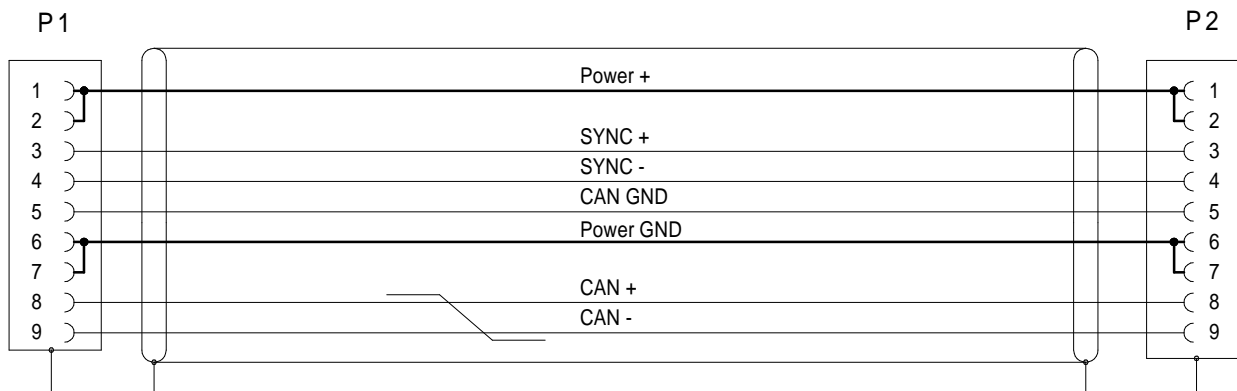 P1
P2
1 Power + 1
2 2
3 SYNC + 3
4 SYNC - 4
5 CAN GND 5
6 Power GND 6
7 7
8 CAN + 8
9 CAN - 9